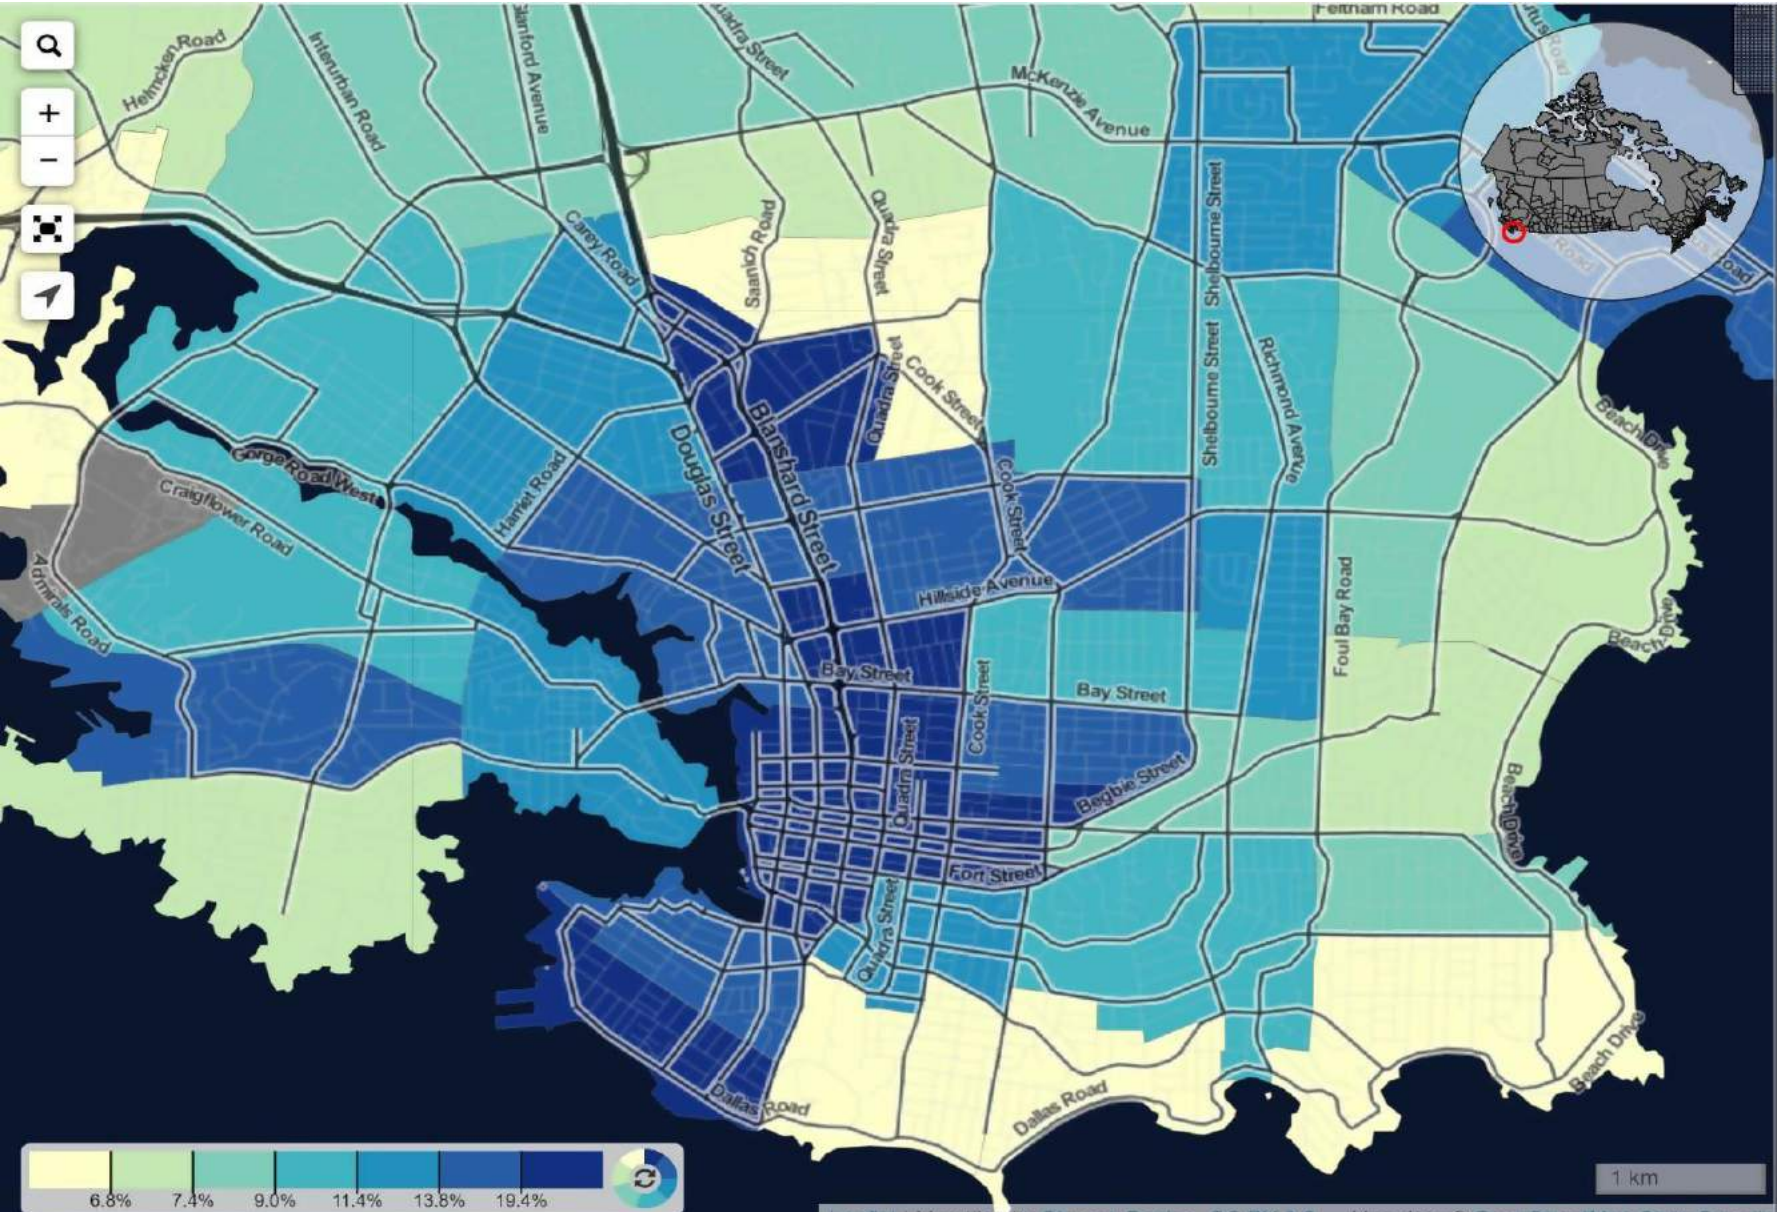 Feltham Road
Helmcken Road
Interurban Road
Quadra Street
McKenzie Avenue
Carey Road
Saanich Road
Quadra Street
Shelbourne Street
Road
Road
Cook Street
Quadra Street
Shelbourne Street
Richmond Avenue
Beach Drive
Blanshard Street
Douglas Street
Gorge Road West
Craigflower Road
Harriet Road
Cook Street
Admirals Road
Hillside Avenue
Foul Bay Road
Beach Drive
Bay Street
Bay Street
Cook Street
Quadra Street
Begbie Street
Beach Drive
Fort Street
Quadra Street
Dallas Road
Dallas Road
Beach Drive
6.8%
7.4%
9.0%
11.4%
13.8%
19.4%
1 km